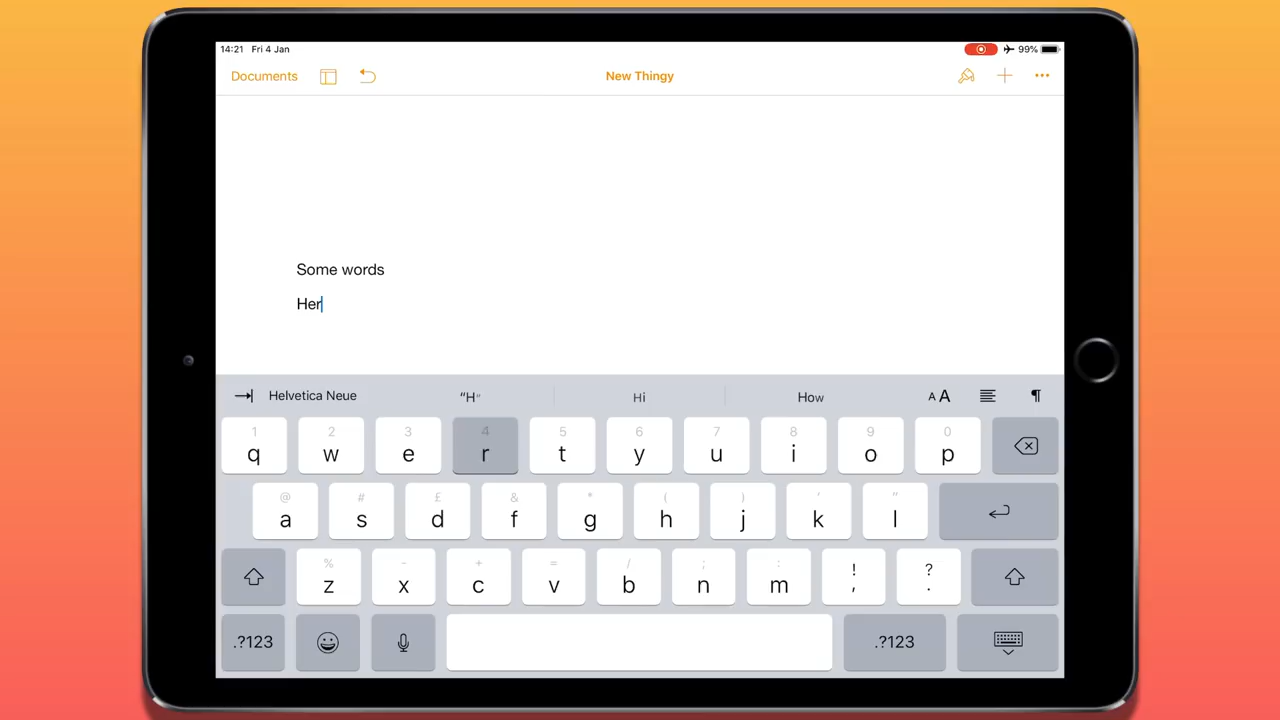 14:21 Fri 4 Jan 99%
Documents New Thingy
Some words
Her
Helvetica Neue “H” Hi How A A ¶
1 2 3 4 5 6 7 8 9 0
q w e r t y u i o p
@ # £ & * ( ) ' "
a s d f g h j k l
% - + = / ; : ! ?
z x c v b n m , .
.?123 .?123